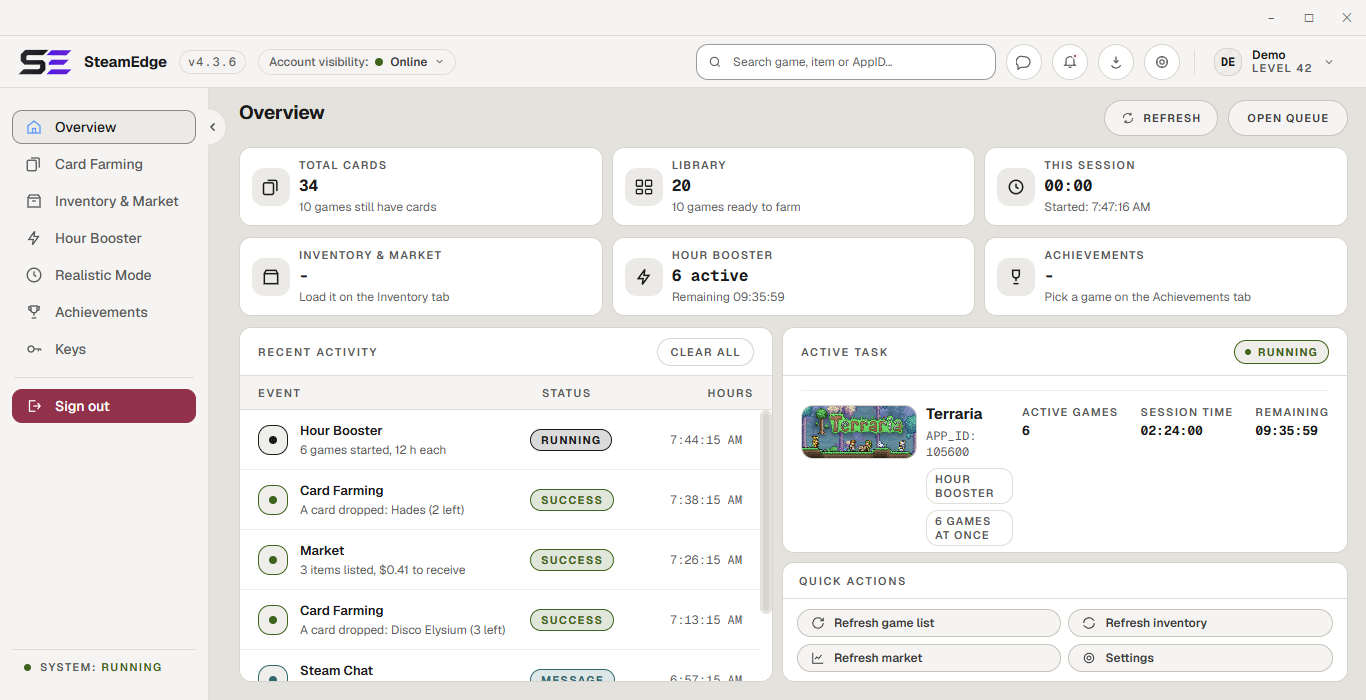 SE SteamEdge v4.3.6 Account visibility: Online
Search game, item or AppID...
DE Demo
LEVEL 42
Overview
Card Farming
Inventory & Market
Hour Booster
Realistic Mode
Achievements
Keys
Sign out
SYSTEM: RUNNING
Overview
REFRESH
OPEN QUEUE
TOTAL CARDS
34
10 games still have cards
LIBRARY
20
10 games ready to farm
THIS SESSION
00:00
Started: 7:47:16 AM
INVENTORY & MARKET
-
Load it on the Inventory tab
HOUR BOOSTER
6 active
Remaining 09:35:59
ACHIEVEMENTS
-
Pick a game on the Achievements tab
RECENT ACTIVITY
CLEAR ALL
EVENT STATUS HOURS
Hour Booster
6 games started, 12 h each
RUNNING
7:44:15 AM
Card Farming
A card dropped: Hades (2 left)
SUCCESS
7:38:15 AM
Market
3 items listed, $0.41 to receive
SUCCESS
7:26:15 AM
Card Farming
A card dropped: Disco Elysium (3 left)
SUCCESS
7:13:15 AM
Steam Chat
MESSAGE
6:57:15 AM
ACTIVE TASK
RUNNING
Terraria
Terraria
APP_ID:
105600
HOUR
BOOSTER
6 GAMES
AT ONCE
ACTIVE GAMES
6
SESSION TIME
02:24:00
REMAINING
09:35:59
QUICK ACTIONS
Refresh game list
Refresh inventory
Refresh market
Settings